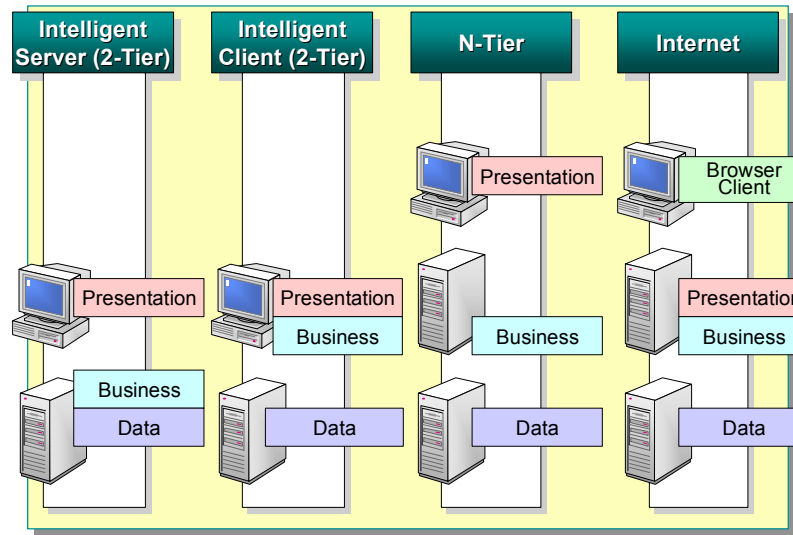 Intelligent
Server (2-Tier)
Intelligent
Client (2-Tier)
N-Tier
Internet
Presentation
Browser
Client
Presentation
Presentation
Presentation
Business
Business
Business
Business
Data
Data
Data
Data